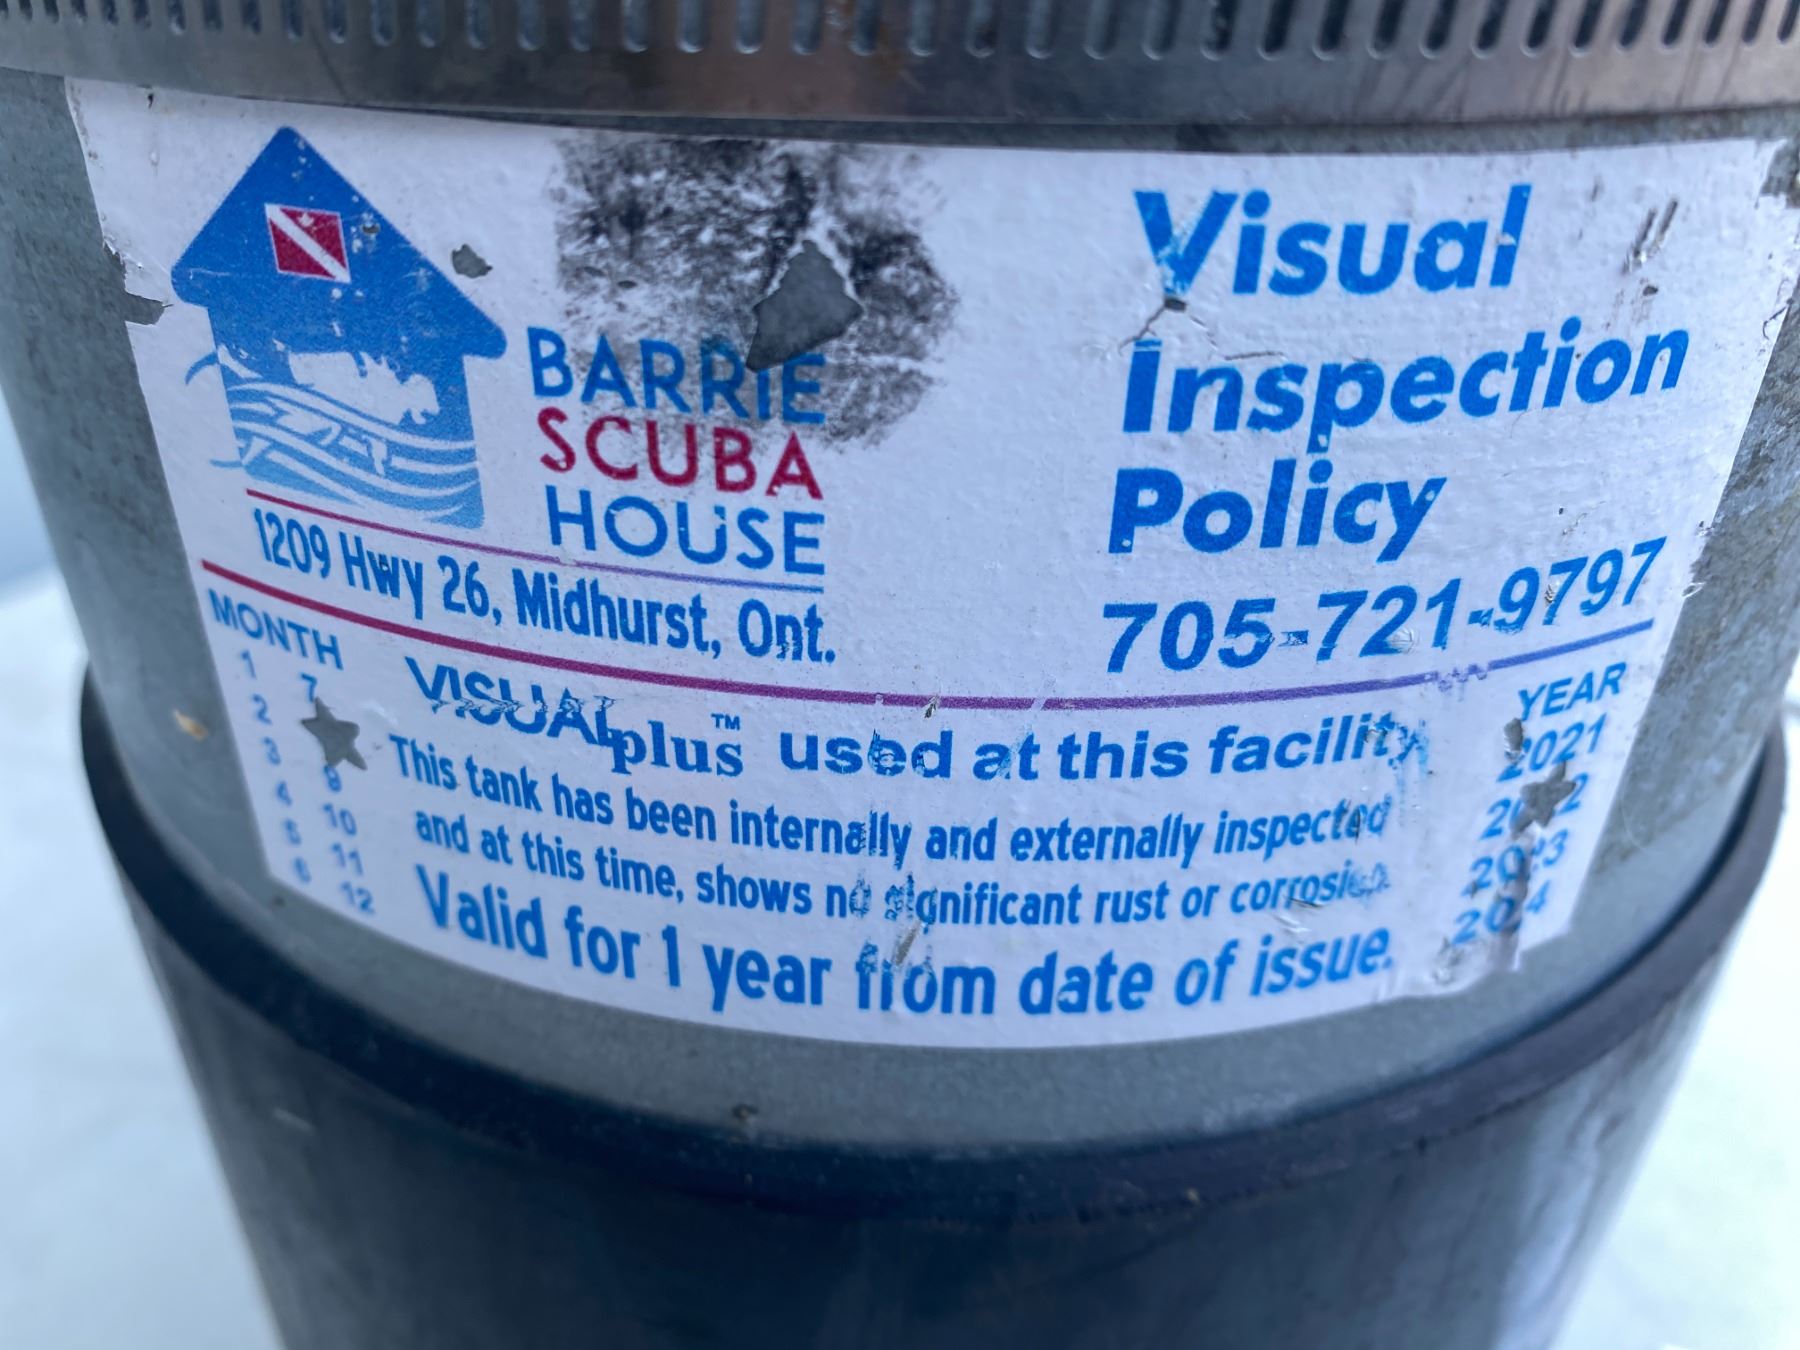 BARRIE
SCUBA
HOUSE
1209 Hwy 26, Midhurst, Ont.
Visual
Inspection
Policy
705-721-9797
MONTH
1 7
2
3 9
4 10
5 11
6 12
VISUALplus™ used at this facility
This tank has been internally and externally inspected
and at this time, shows no significant rust or corrosion.
Valid for 1 year from date of issue.
YEAR
2021
2022
2023
2024